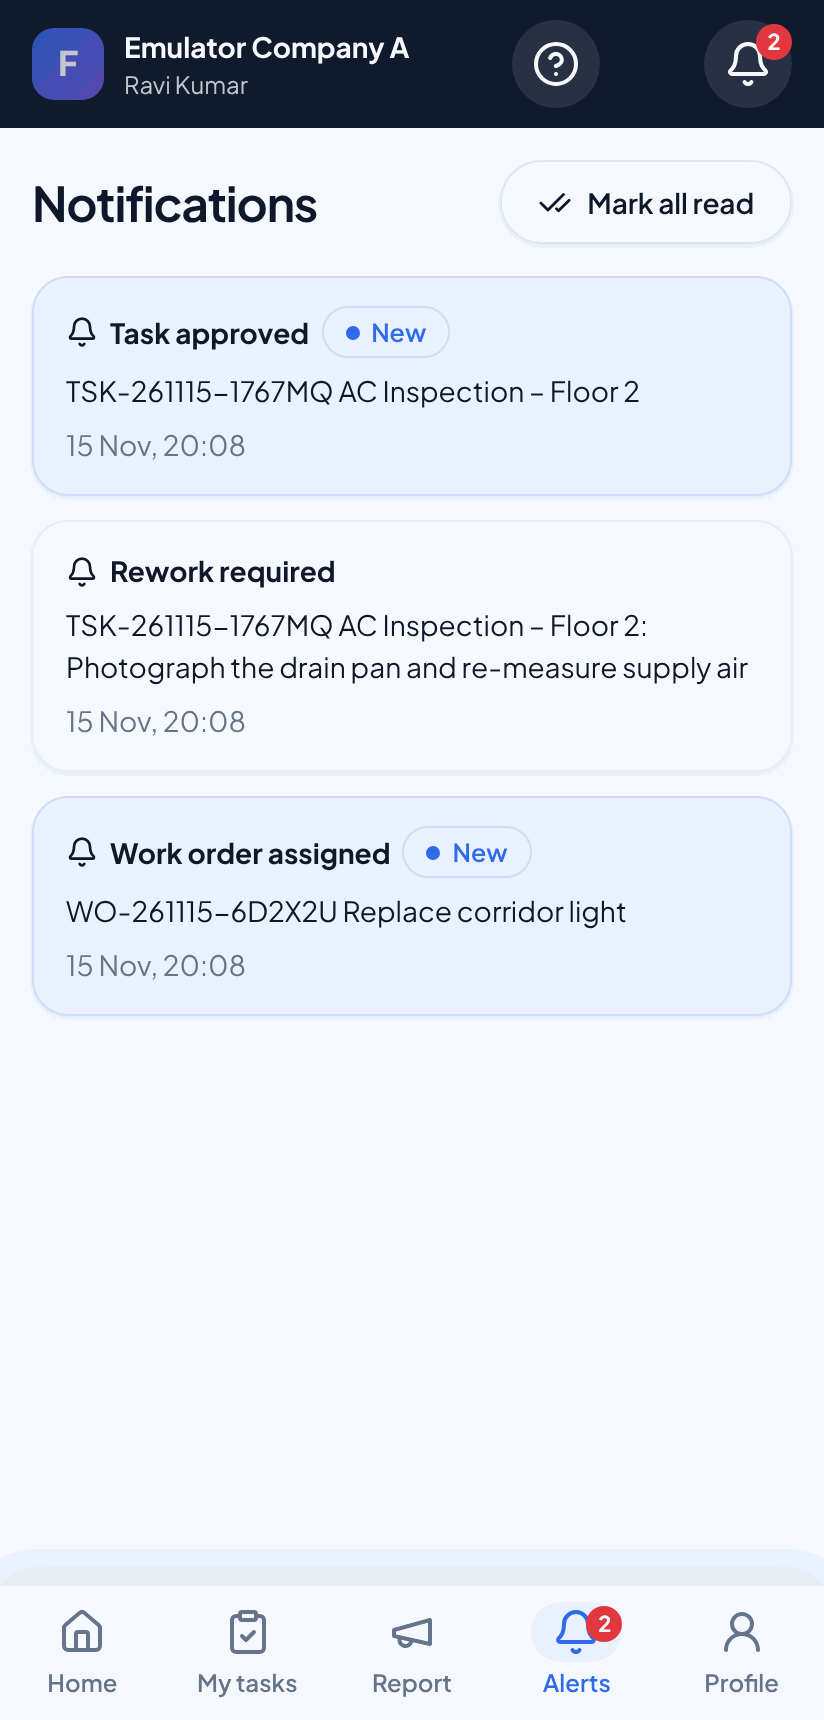 F
Emulator Company A
Ravi Kumar
2
Notifications
Mark all read
Task approved
New
TSK-261115-1767MQ AC Inspection – Floor 2
15 Nov, 20:08
Rework required
TSK-261115-1767MQ AC Inspection – Floor 2:
Photograph the drain pan and re-measure supply air
15 Nov, 20:08
Work order assigned
New
WO-261115-6D2X2U Replace corridor light
15 Nov, 20:08
2
Home
My tasks
Report
Alerts
Profile